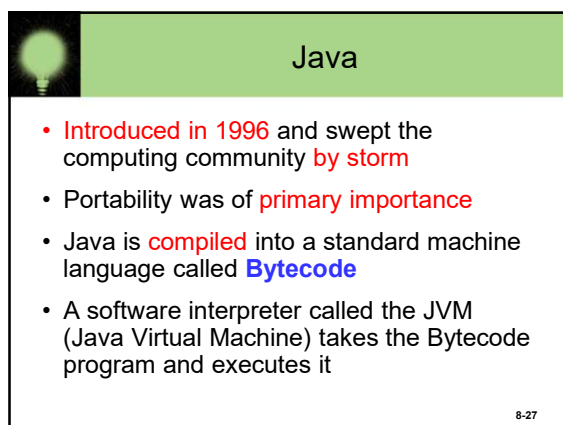 Java
• Introduced in 1996 and swept the
computing community by storm
• Portability was of primary importance
• Java is compiled into a standard machine
language called Bytecode
• A software interpreter called the JVM
(Java Virtual Machine) takes the Bytecode
program and executes it
8-27